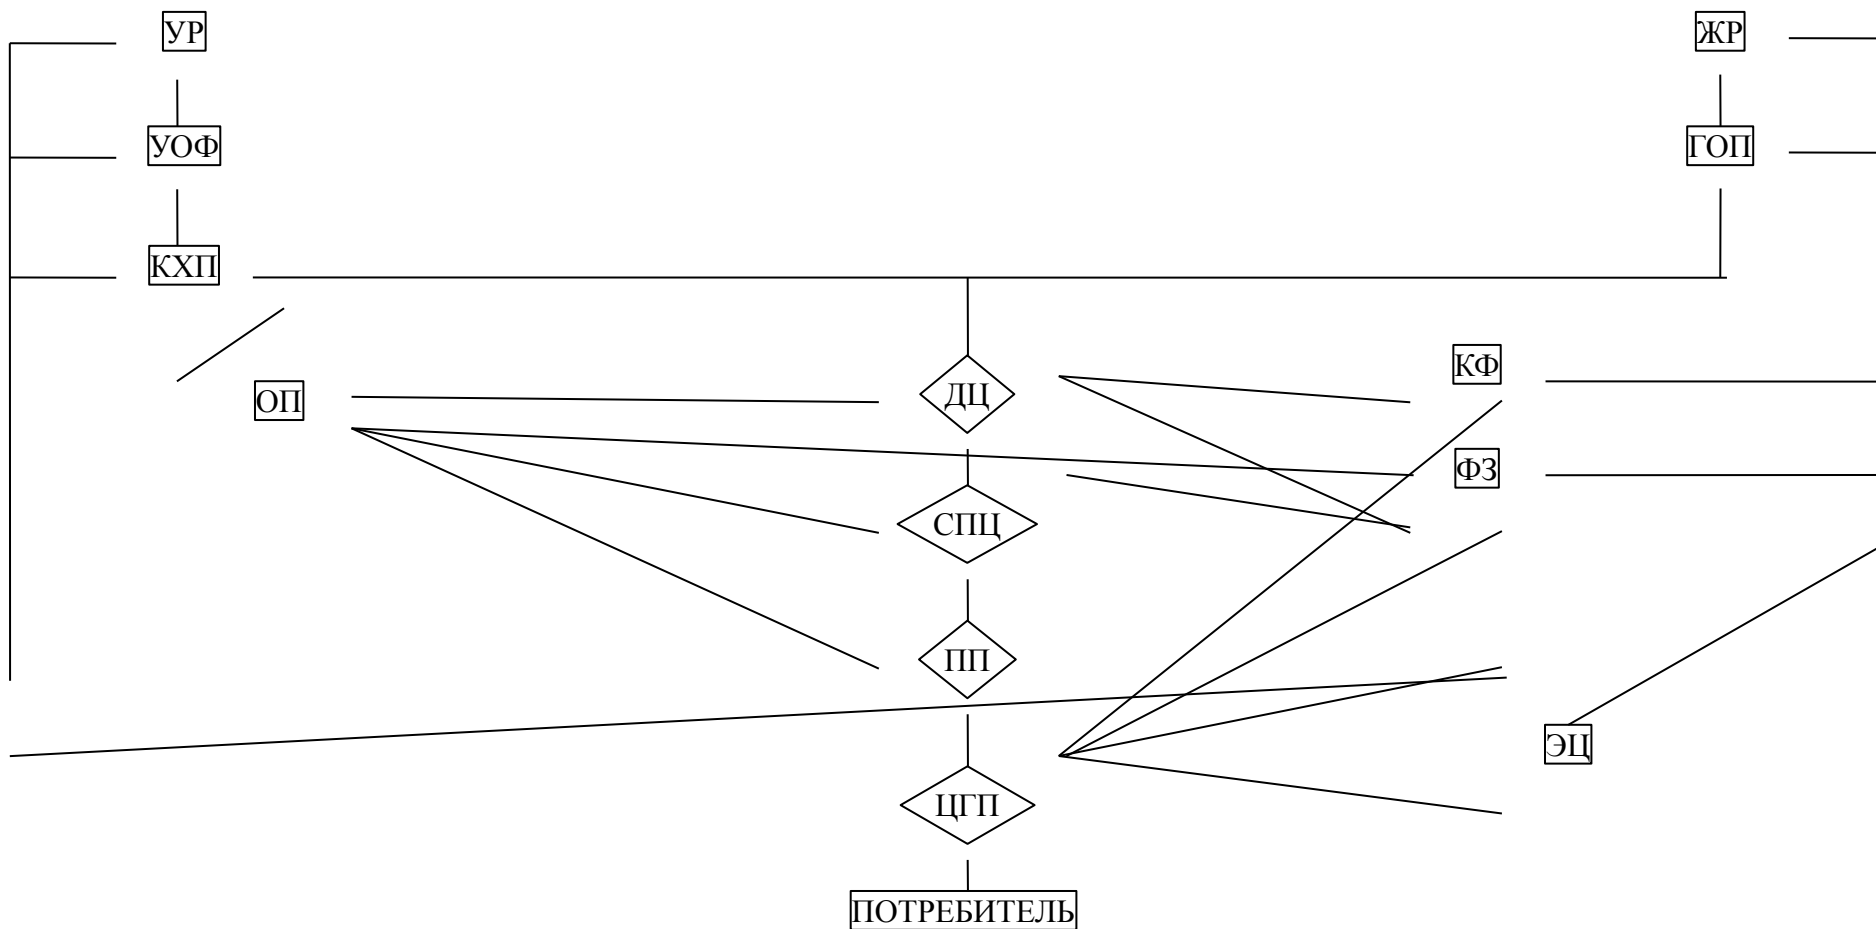 УР
ЖР
УОФ
ГОП
КХП
КФ
ОП
ДЦ
ФЗ
СПЦ
ПП
ЭЦ
ЦГП
ПОТРЕБИТЕЛЬ